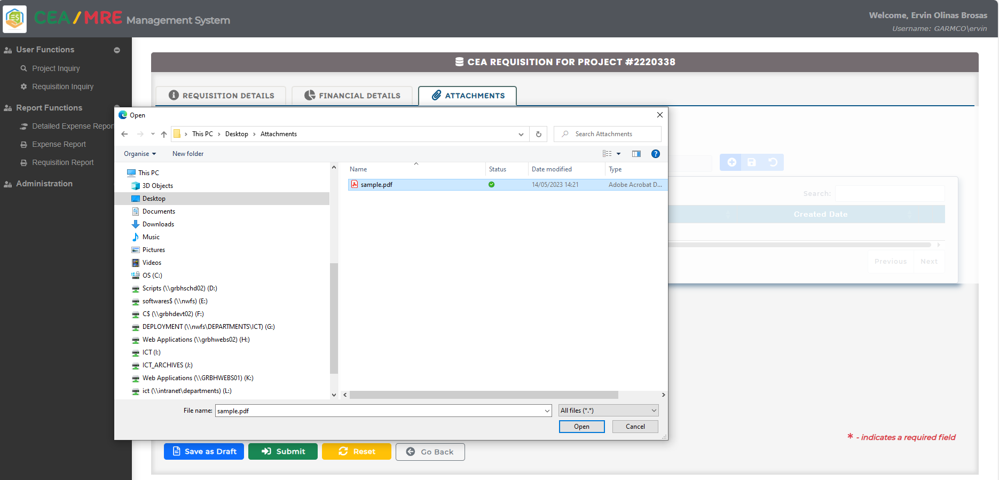 CEA/MRE Management System
Welcome, Ervin Olinas Brosas
Username: GARMCO\ervin
User Functions
Project Inquiry
Requisition Inquiry
Report Functions
Detailed Expense Repor
Expense Report
Requisition Report
Administration
CEA REQUISITION FOR PROJECT #2220338
REQUISITION DETAILS
FINANCIAL DETAILS
ATTACHMENTS
Open
This PC > Desktop > Attachments
Search Attachments
Organise
New folder
This PC
3D Objects
Desktop
Documents
Downloads
Music
Pictures
Videos
OS (C:)
Scripts (\\grbhschd02) (D:)
softwares$ (\\nwfs) (E:)
C$ (\\grbhdevt02) (F:)
DEPLOYMENT (\\nwfs\DEPARTMENTS\ICT) (G:)
Web Applications (\\grbhwebs02) (H:)
ICT (I:)
ICT_ARCHIVES (J:)
Web Applications (\\GRBHWEBS01) (K:)
ict (\\intranet\departments) (L:)
Name Status Date modified Type
sample.pdf 14/05/2023 14:21 Adobe Acrobat D...
File name: sample.pdf
All files (*.*)
Open
Cancel
Search:
Created Date
Previous Next
* - indicates a required field
Save as Draft
Submit
Reset
Go Back